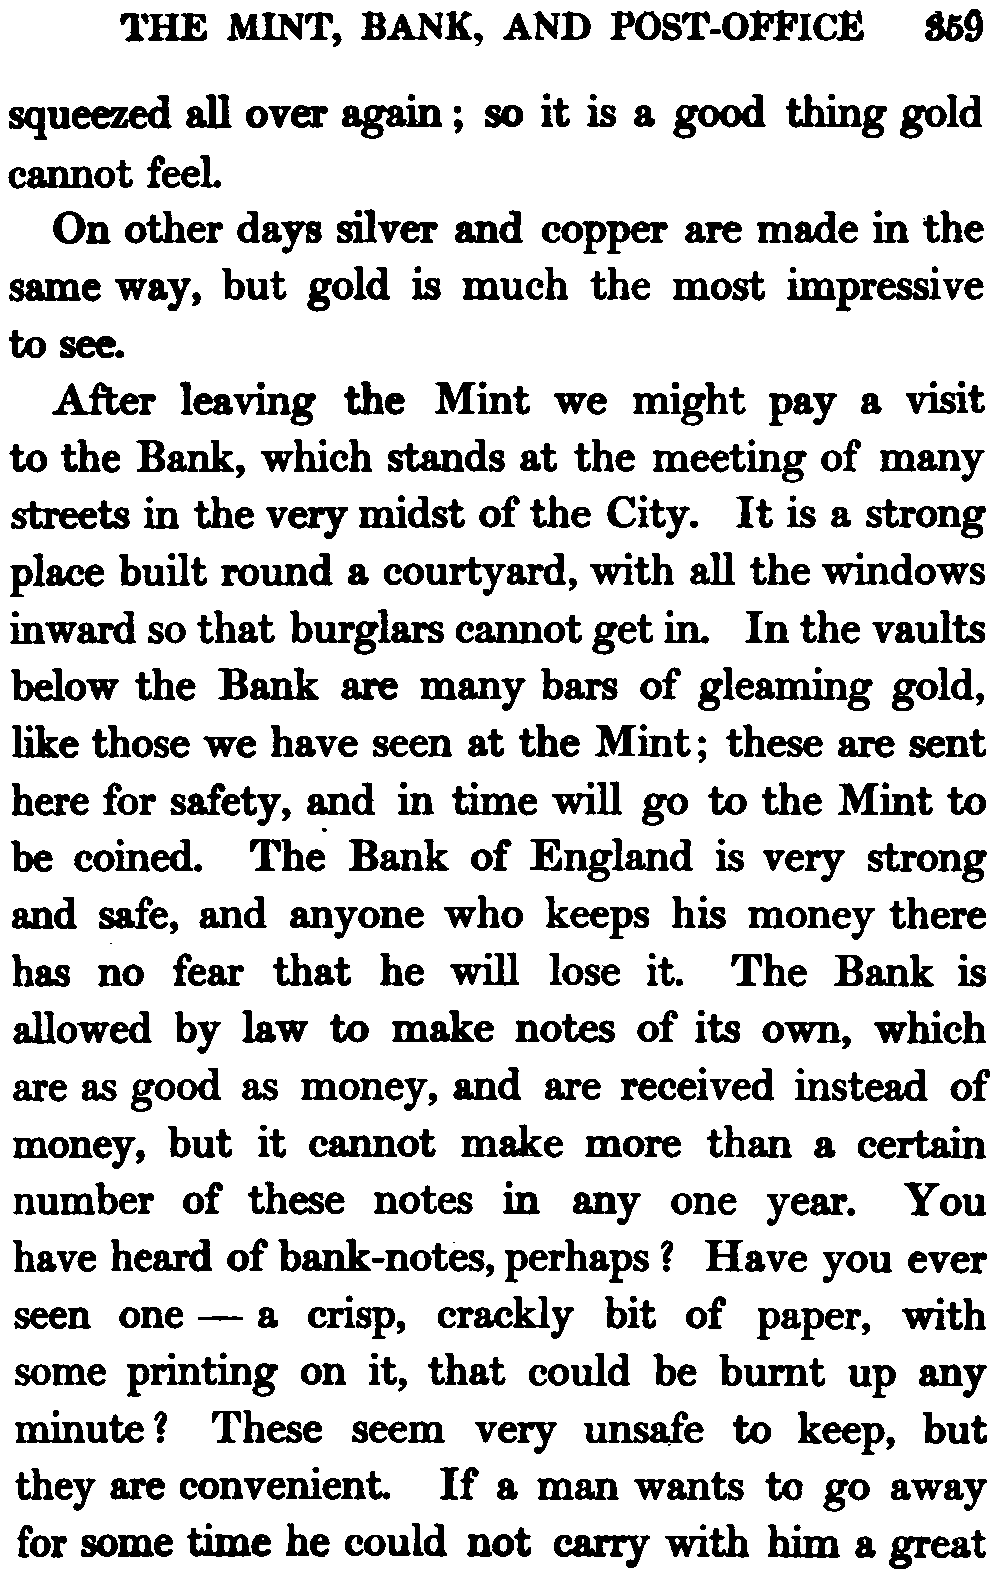 THE MINT, BANK, AND POST-OFFICE 359
squeezed all over again; so it is a good thing gold
cannot feel.
On other days silver and copper are made in the
same way, but gold is much the most impressive
to see.
After leaving the Mint we might pay a visit
to the Bank, which stands at the meeting of many
streets in the very midst of the City. It is a strong
place built round a courtyard, with all the windows
inward so that burglars cannot get in. In the vaults
below the Bank are many bars of gleaming gold,
like those we have seen at the Mint; these are sent
here for safety, and in time will go to the Mint to
be coined. The Bank of England is very strong
and safe, and anyone who keeps his money there
has no fear that he will lose it. The Bank is
allowed by law to make notes of its own, which
are as good as money, and are received instead of
money, but it cannot make more than a certain
number of these notes in any one year. You
have heard of bank-notes, perhaps? Have you ever
seen one — a crisp, crackly bit of paper, with
some printing on it, that could be burnt up any
minute? These seem very unsafe to keep, but
they are convenient. If a man wants to go away
for some time he could not carry with him a great